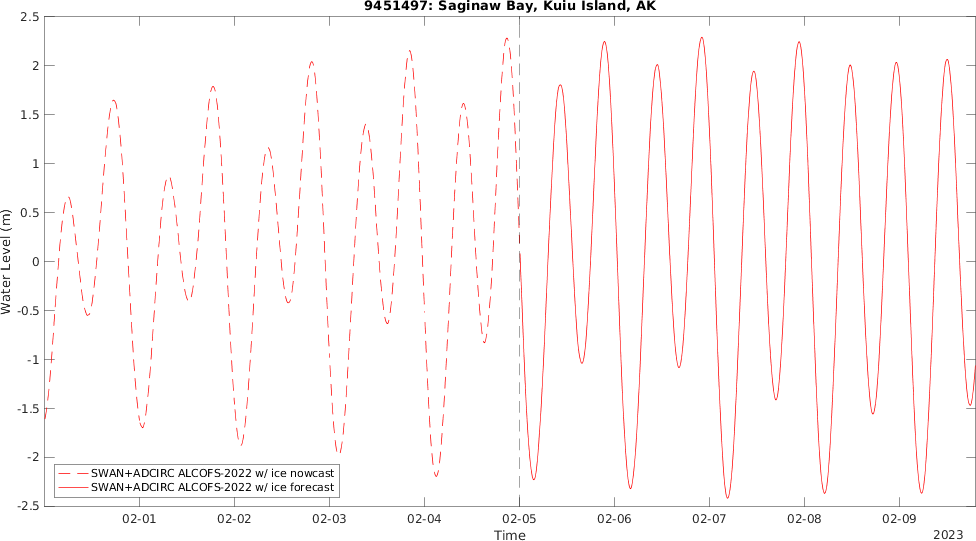 9451497: Saginaw Bay, Kuiu Island, AK
2.5
2
1.5
1
0.5
0
-0.5
-1
-1.5
-2
-2.5
Water Level (m)
SWAN+ADCIRC ALCOFS-2022 w/ ice nowcast
SWAN+ADCIRC ALCOFS-2022 w/ ice forecast
02-01 02-02 02-03 02-04 02-05 02-06 02-07 02-08 02-09
Time
2023